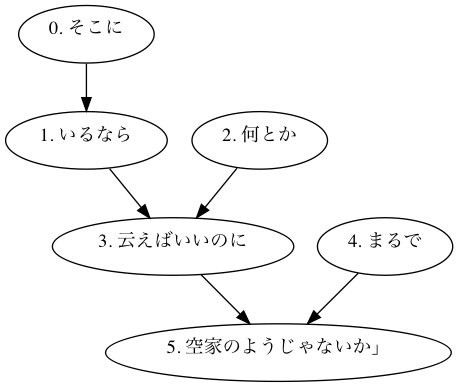 0. そこに
1. いるなら
2. 何とか
3. 云えばいいのに
4. まるで
5. 空家のようじゃないか」